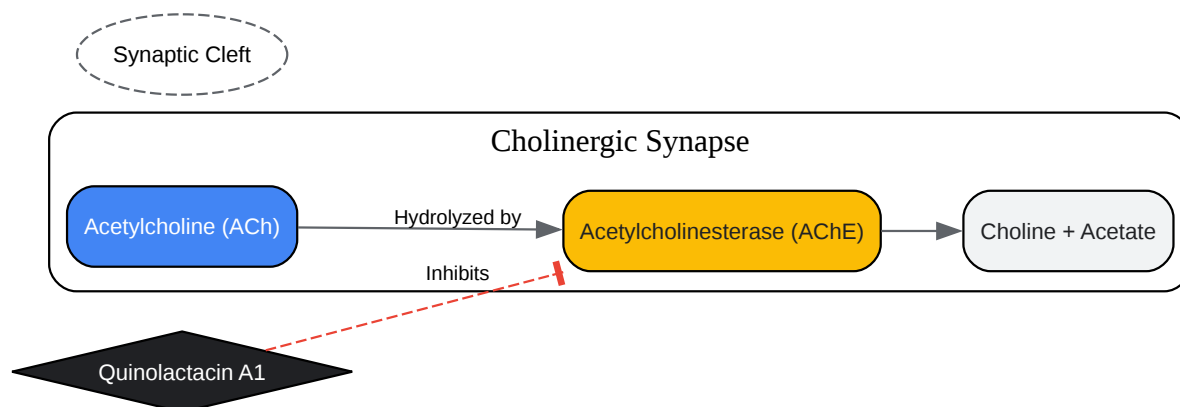 Synaptic Cleft
Cholinergic Synapse
Acetylcholine (ACh)
Hydrolyzed by
Acetylcholinesterase (AChE)
Choline + Acetate
Inhibits
Quinolactacin A1